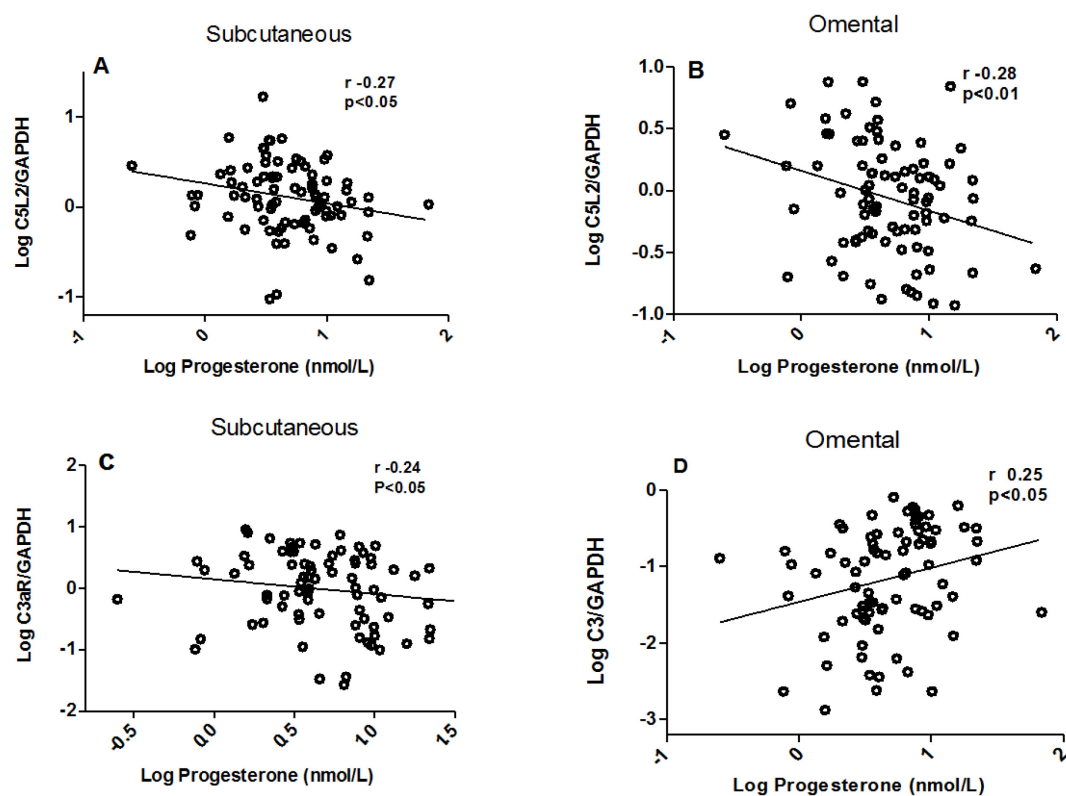 Subcutaneous
A
r -0.27
p<0.05
Log C5L2/GAPDH
1
0
-1
-1
0
1
2
Log Progesterone (nmol/L)
Omental
B
r -0.28
p<0.01
Log C5L2/GAPDH
1.0
0.5
0.0
-0.5
-1.0
-1
0
1
2
Log Progesterone (nmol/L)
Subcutaneous
C
r -0.24
P<0.05
Log C3aR/GAPDH
2
1
0
-1
-2
-0.5
0.0
0.5
1.0
1.5
Log Progesterone (nmol/L)
Omental
D
r 0.25
p<0.05
Log C3/GAPDH
0
-1
-2
-3
-1
0
1
2
Log Progesterone (nmol/L)